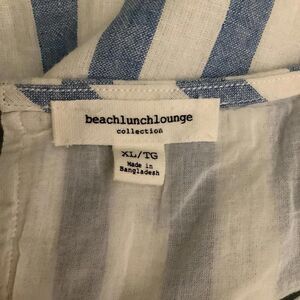 beachlunchlounge
collection
XL/TG
Made in
Bangladesh